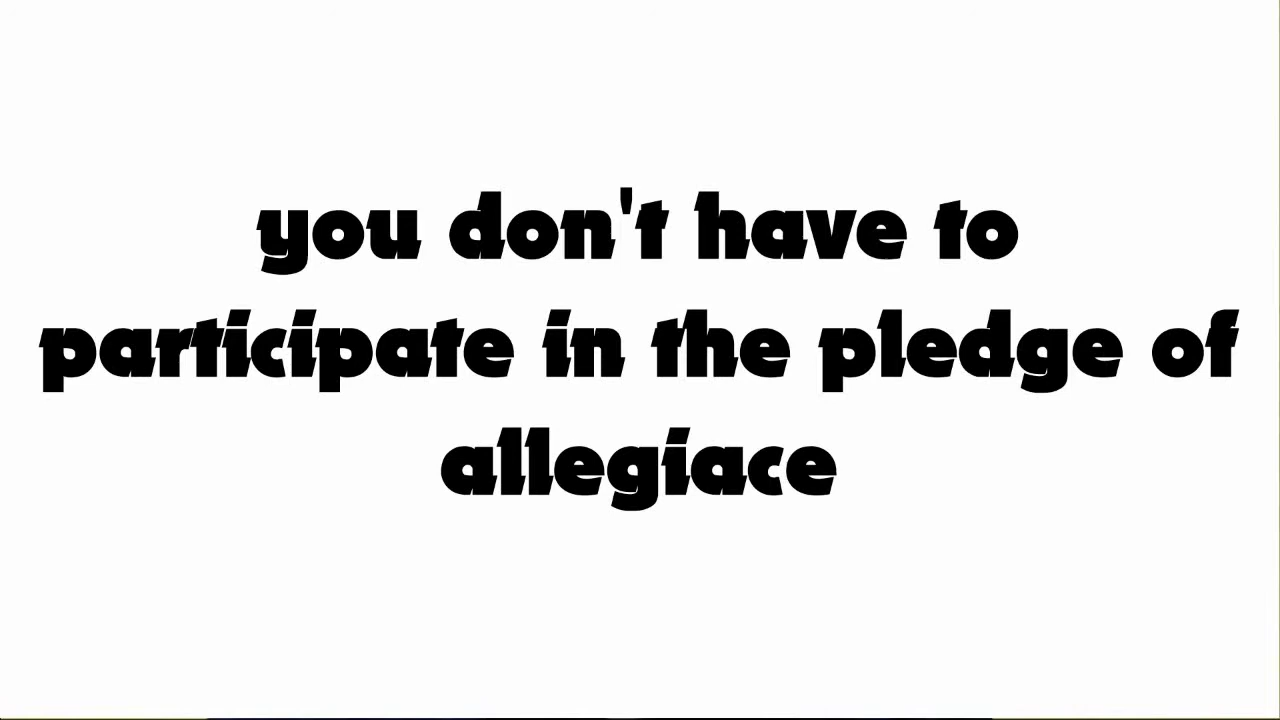 you don't have to
participate in the pledge of
allegiace